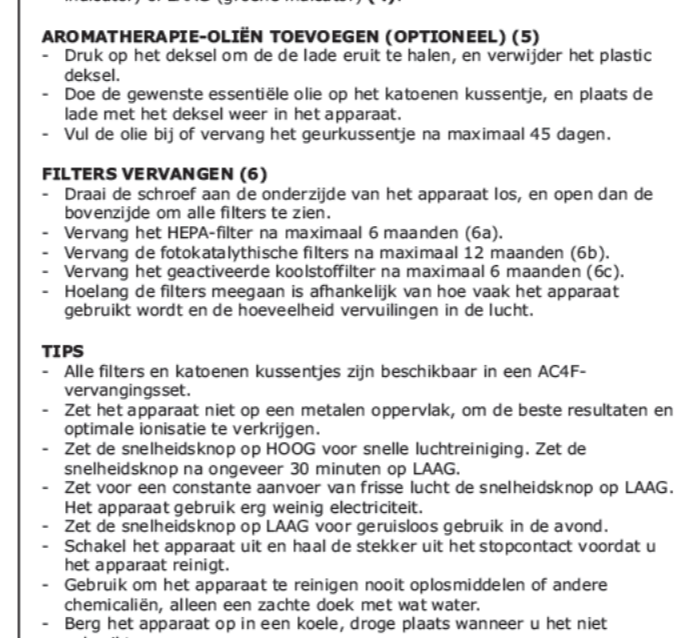 AROMATHERAPIE-OLIËN TOEVOEGEN (OPTIONEEL) (5)
- Druk op het deksel om de de lade eruit te halen, en verwijder het plastic
deksel.
- Doe de gewenste essentiële olie op het katoenen kussentje, en plaats de
lade met het deksel weer in het apparaat.
- Vul de olie bij of vervang het geurkussentje na maximaal 45 dagen.
FILTERS VERVANGEN (6)
- Draai de schroef aan de onderzijde van het apparaat los, en open dan de
bovenzijde om alle filters te zien.
- Vervang het HEPA-filter na maximaal 6 maanden (6a).
- Vervang de fotokatalythische filters na maximaal 12 maanden (6b).
- Vervang het geactiveerde koolstoffilter na maximaal 6 maanden (6c).
- Hoelang de filters meegaan is afhankelijk van hoe vaak het apparaat
gebruikt wordt en de hoeveelheid vervuilingen in de lucht.
TIPS
- Alle filters en katoenen kussentjes zijn beschikbaar in een AC4F-
vervangingsset.
- Zet het apparaat niet op een metalen oppervlak, om de beste resultaten en
optimale ionisatie te verkrijgen.
- Zet de snelheidsknop op HOOG voor snelle luchtreiniging. Zet de
snelheidsknop na ongeveer 30 minuten op LAAG.
- Zet voor een constante aanvoer van frisse lucht de snelheidsknop op LAAG.
Het apparaat gebruik erg weinig electriciteit.
- Zet de snelheidsknop op LAAG voor geruisloos gebruik in de avond.
- Schakel het apparaat uit en haal de stekker uit het stopcontact voordat u
het apparaat reinigt.
- Gebruik om het apparaat te reinigen nooit oplosmiddelen of andere
chemicaliën, alleen een zachte doek met wat water.
- Berg het apparaat op in een koele, droge plaats wanneer u het niet